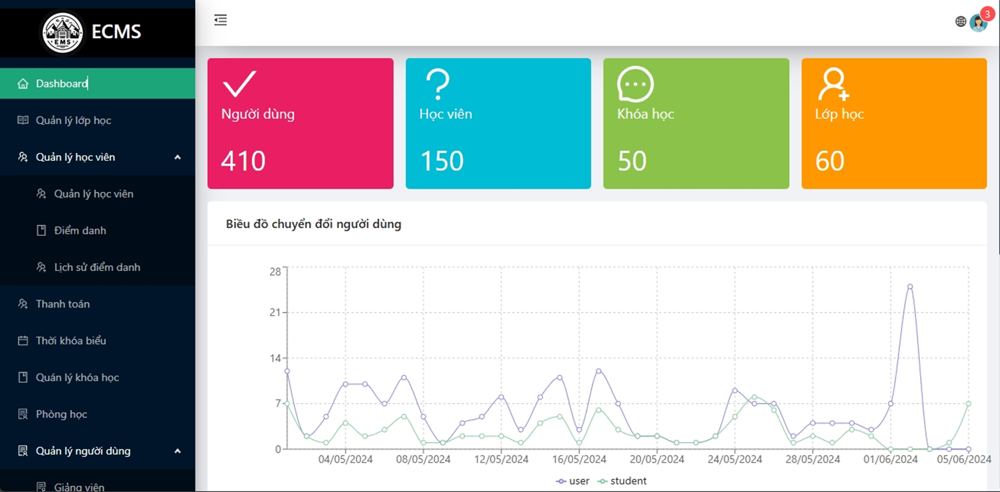 EMS
ECMS
3
Dashboard
Quản lý lớp học
Quản lý học viên
Quản lý học viên
Điểm danh
Lịch sử điểm danh
Thanh toán
Thời khóa biểu
Quán lý khóa học
Phòng học
Quản lý người dùng
Giảng viên
Người dùng
410
Học viên
150
Khóa học
50
Lớp học
60
Biều đồ chuyển đổi người dùng
28
21
14
7
0
04/05/2024 08/05/2024 12/05/2024 16/05/2024 20/05/2024 24/05/2024 28/05/2024 01/06/2024 05/06/2024
user student